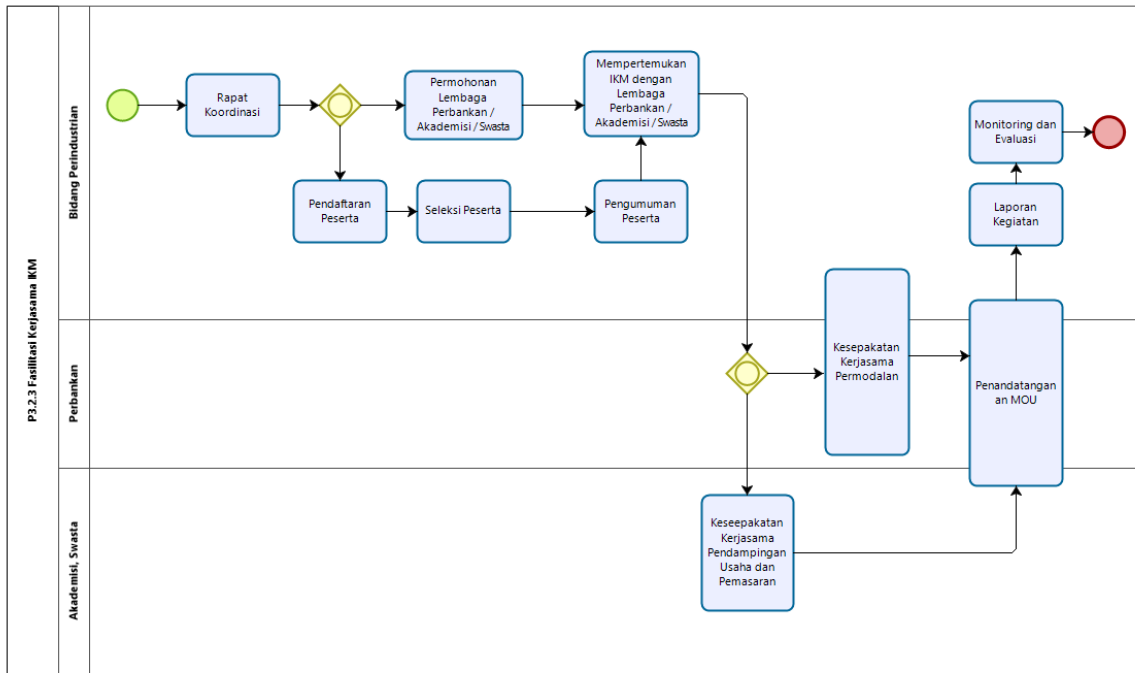 P3.2.3 Fasilitasi Kerjasama IKM
Bidang Perindustrian
Rapat
Koordinasi
Permohonan
Lembaga
Perbankan /
Akademisi / Swasta
Mempertemukan
IKM dengan
Lembaga
Perbankan /
Akademisi / Swasta
Pendaftaran
Peserta
Seleksi Peserta
Pengumuman
Peserta
Monitoring dan
Evaluasi
Laporan
Kegiatan
Perbankan
Kesepakatan
Kerjasama
Permodalan
Penandatangan
an MOU
Akademisi, Swasta
Keseepakatan
Kerjasama
Pendampingan
Usaha dan
Pemasaran